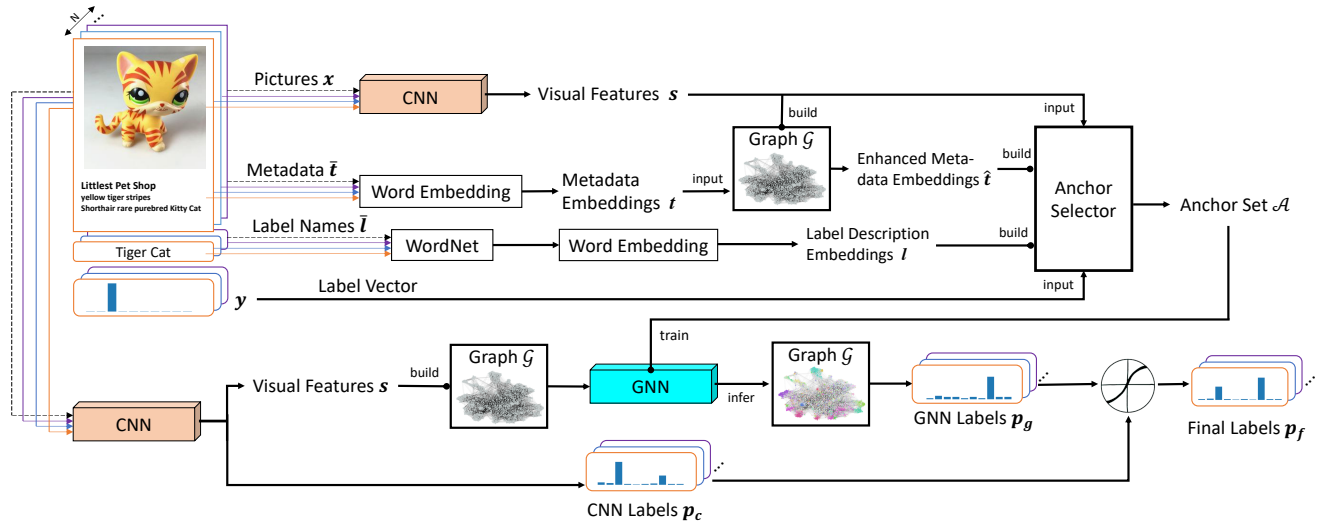 N
...
Pictures x
CNN
Visual Features s
input
build
Graph 𝒢
Littlest Pet Shop
yellow tiger stripes
Shorthair rare purebred Kitty Cat
Metadata t̄
Word Embedding
Metadata
Embeddings t
input
Enhanced Meta-
data Embeddings t̂
build
Anchor
Selector
Anchor Set 𝒜
Label Names l̄
Tiger Cat
WordNet
Word Embedding
Label Description
Embeddings l
build
y
Label Vector
input
train
CNN
Visual Features s
build
Graph 𝒢
GNN
infer
Graph 𝒢
...
GNN Labels p_g
...
Final Labels p_f
...
CNN Labels p_c